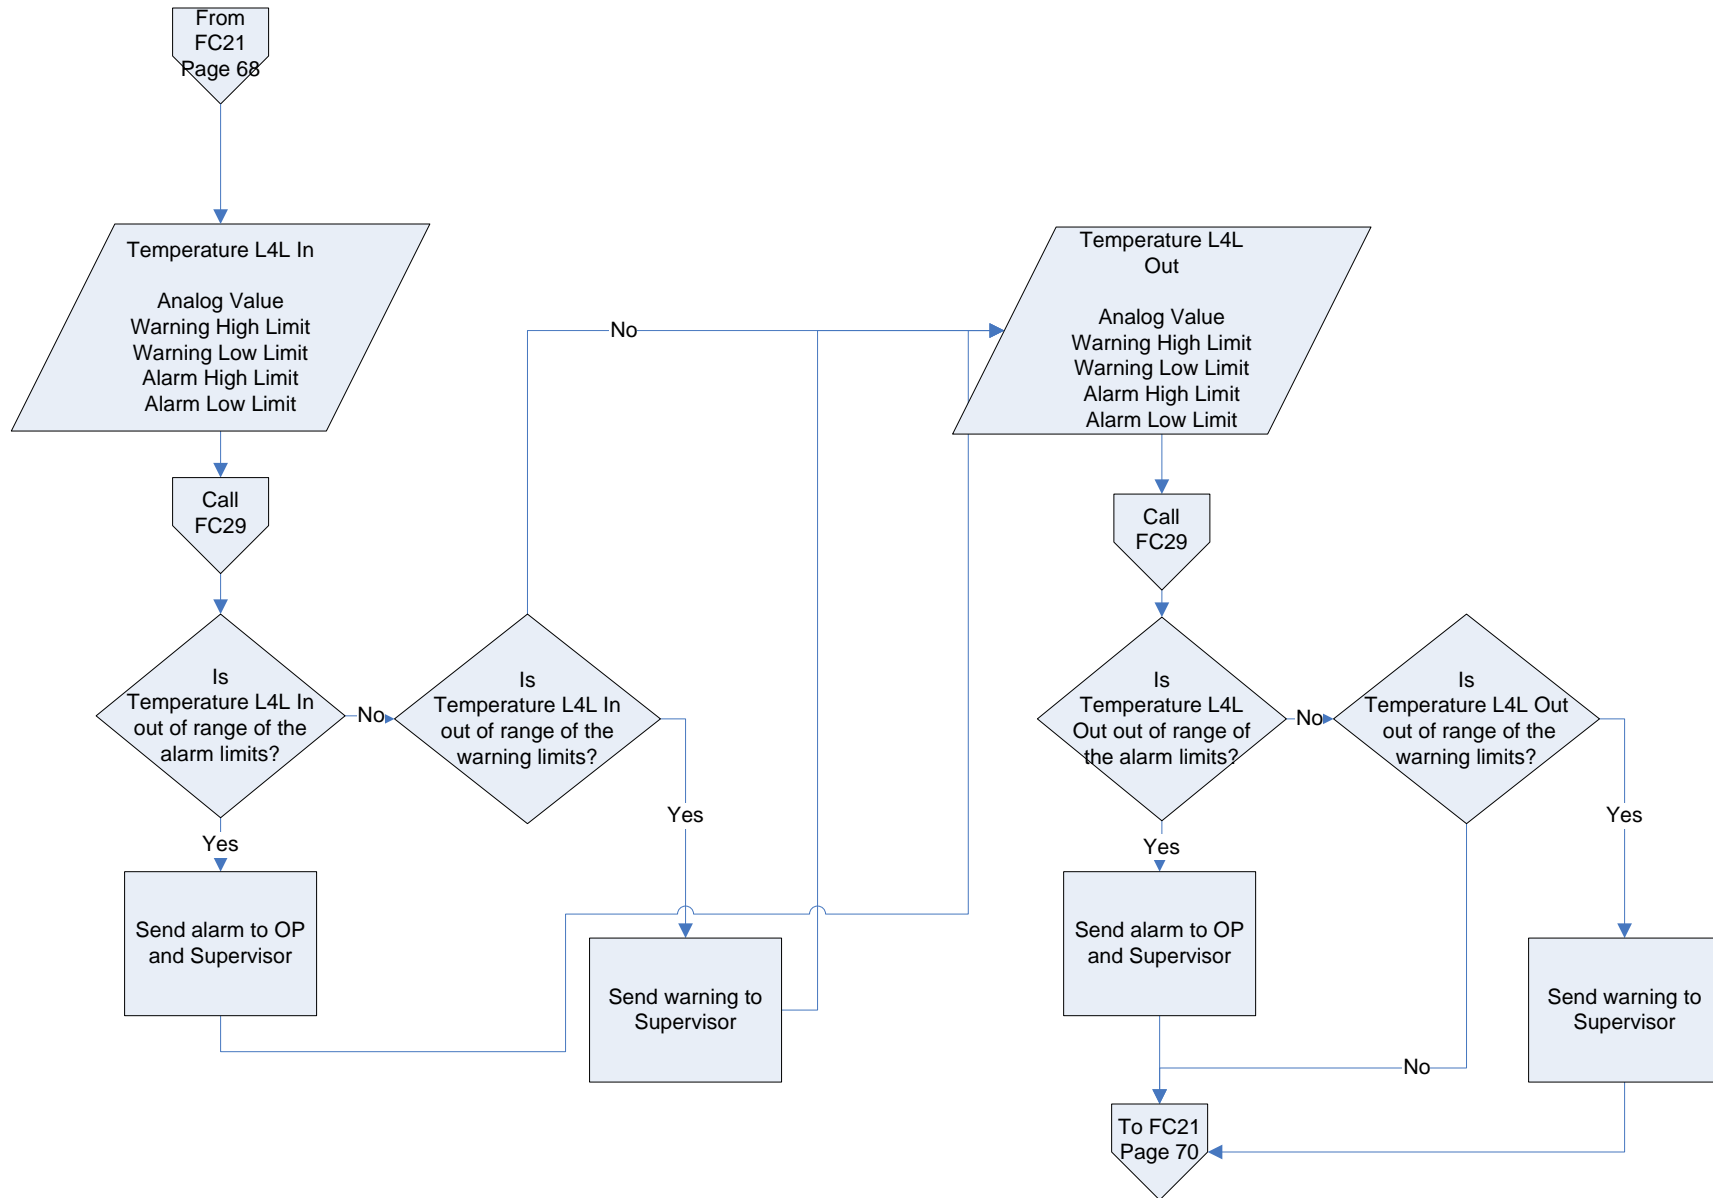 From
FC21
Page 68
Temperature L4L In
Analog Value
Warning High Limit
Warning Low Limit
Alarm High Limit
Alarm Low Limit
Call
FC29
Is
Temperature L4L In
out of range of the
alarm limits?
No
Is
Temperature L4L In
out of range of the
warning limits?
No
Yes
Yes
Send alarm to OP
and Supervisor
Send warning to
Supervisor
Temperature L4L
Out
Analog Value
Warning High Limit
Warning Low Limit
Alarm High Limit
Alarm Low Limit
Call
FC29
Is
Temperature L4L
Out out of range of
the alarm limits?
No
Is
Temperature L4L Out
out of range of the
warning limits?
Yes
Yes
Send alarm to OP
and Supervisor
Send warning to
Supervisor
No
To FC21
Page 70